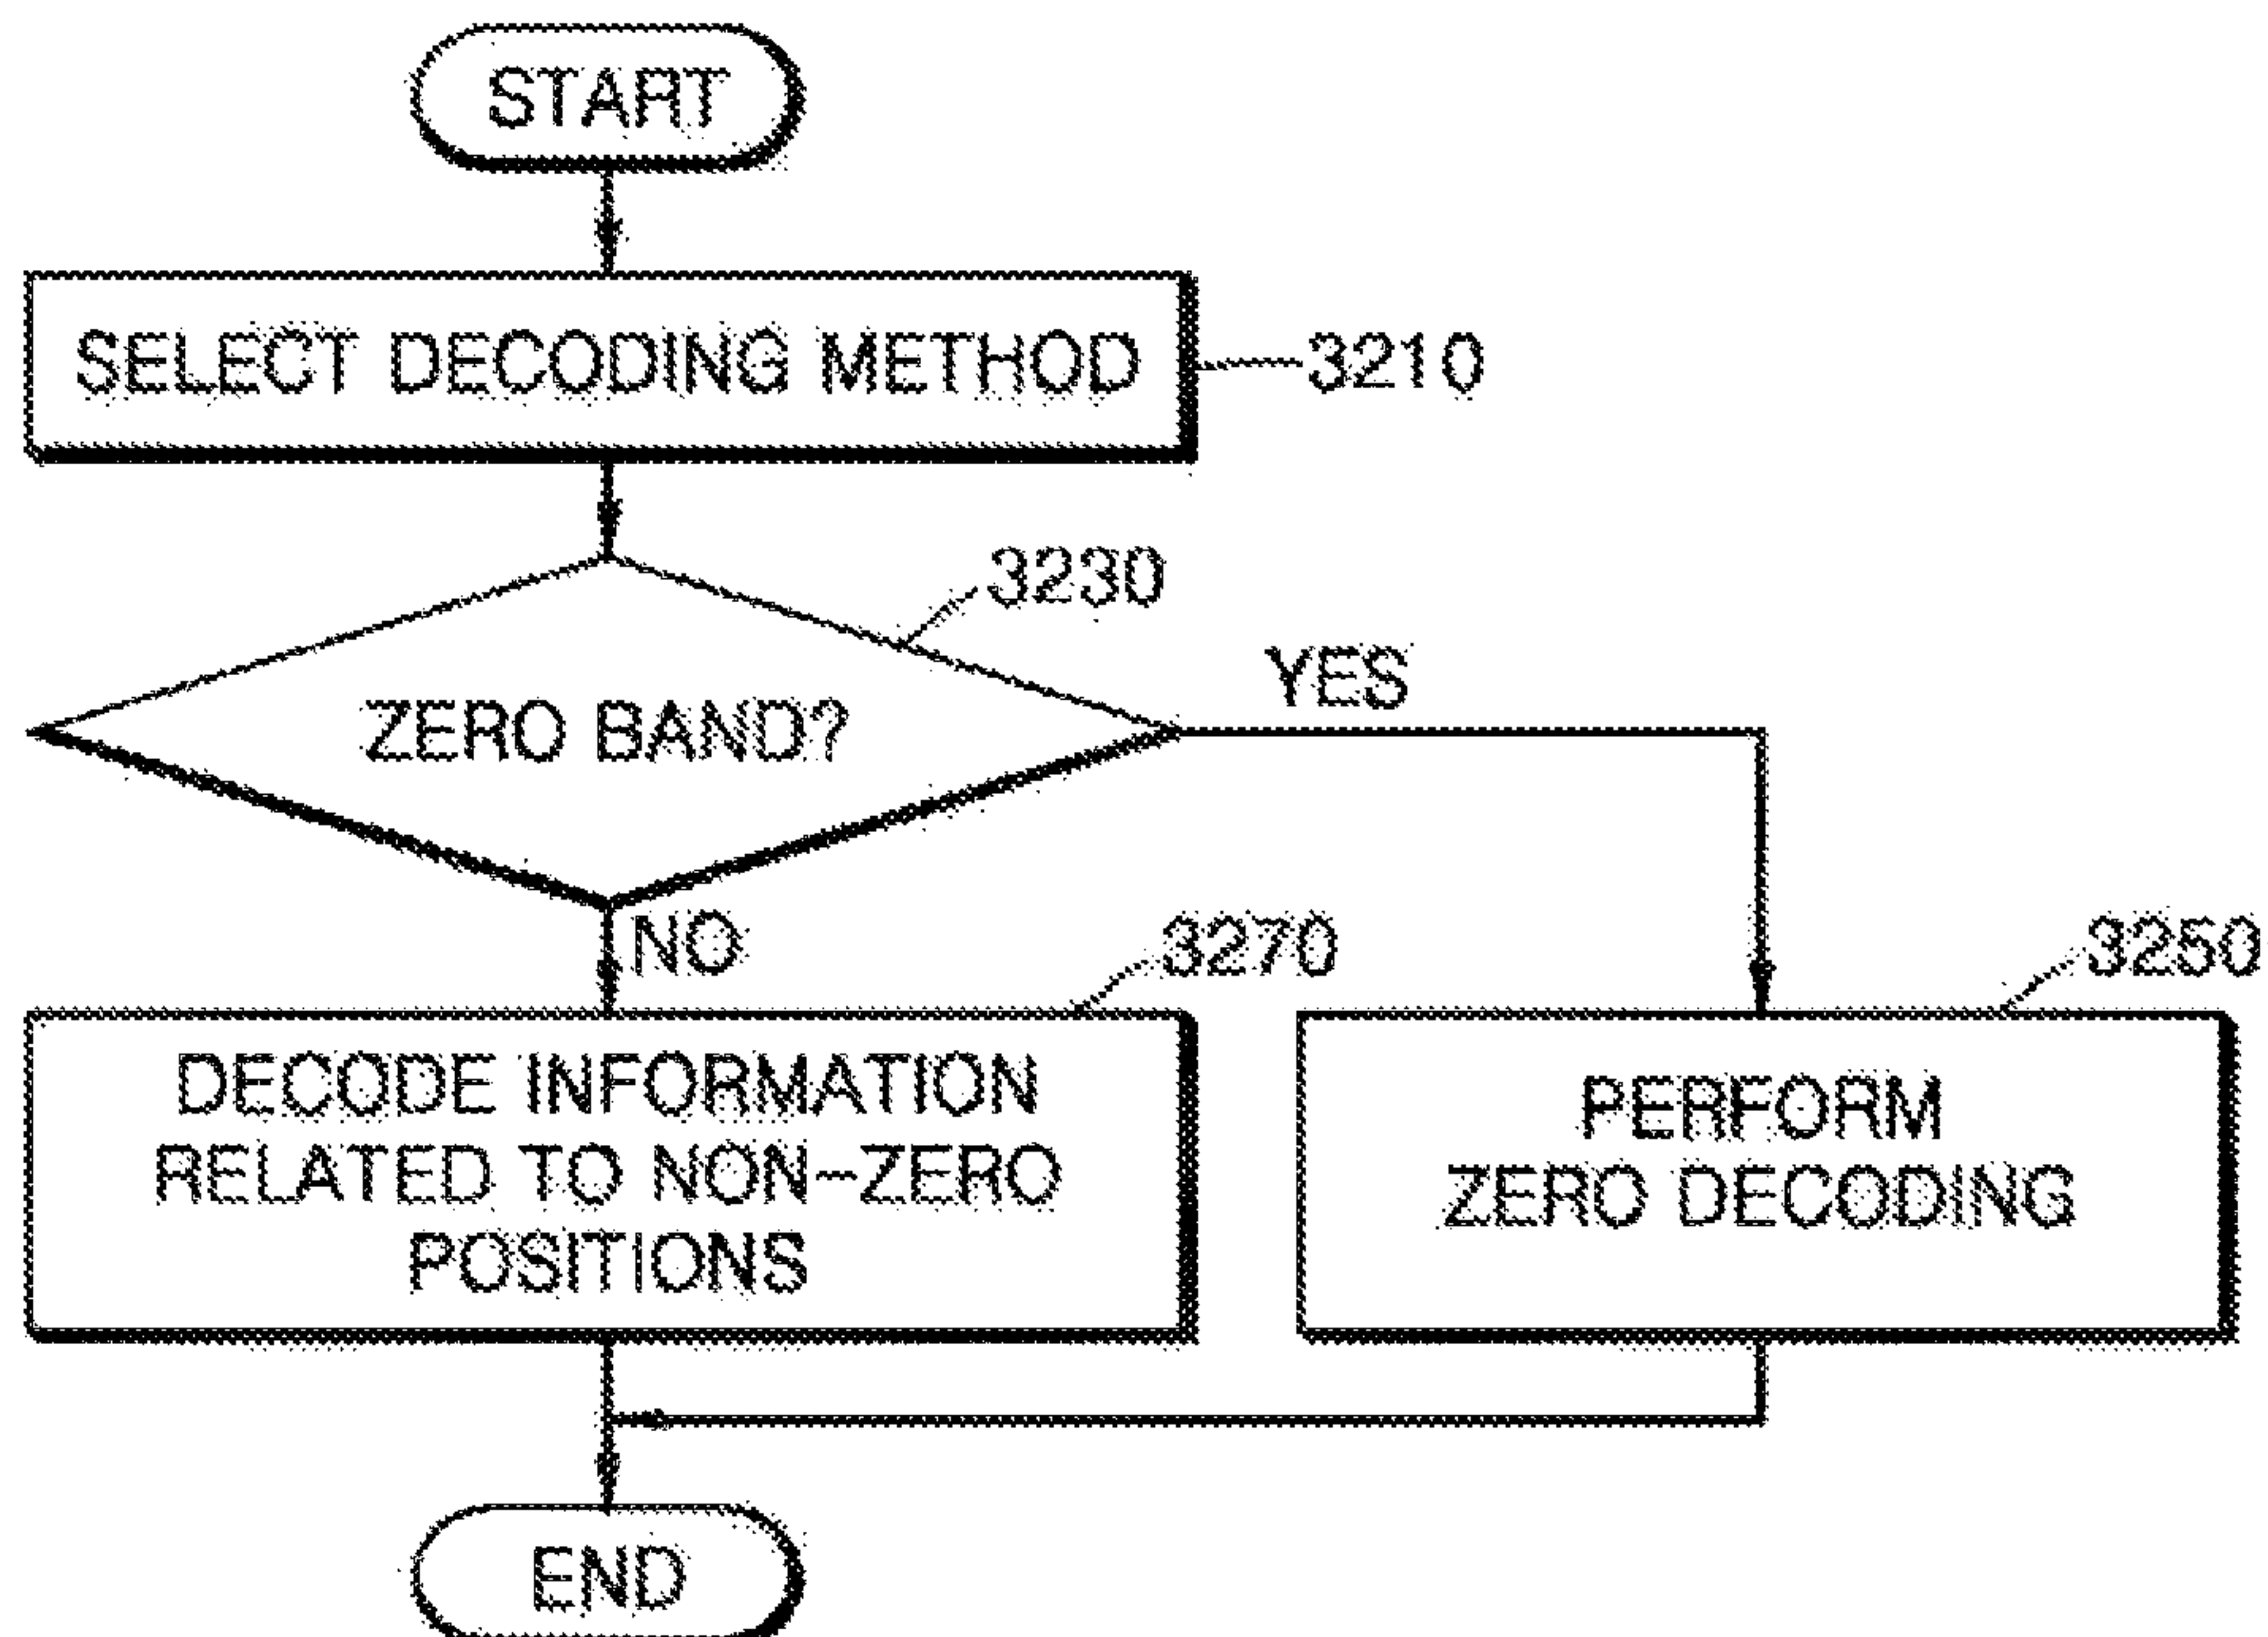 START
SELECT DECODING METHOD
3210
3230
ZERO BAND?
YES
NO
3270
3250
DECODE INFORMATION
RELATED TO NON-ZERO
POSITIONS
PERFORM
ZERO DECODING
END